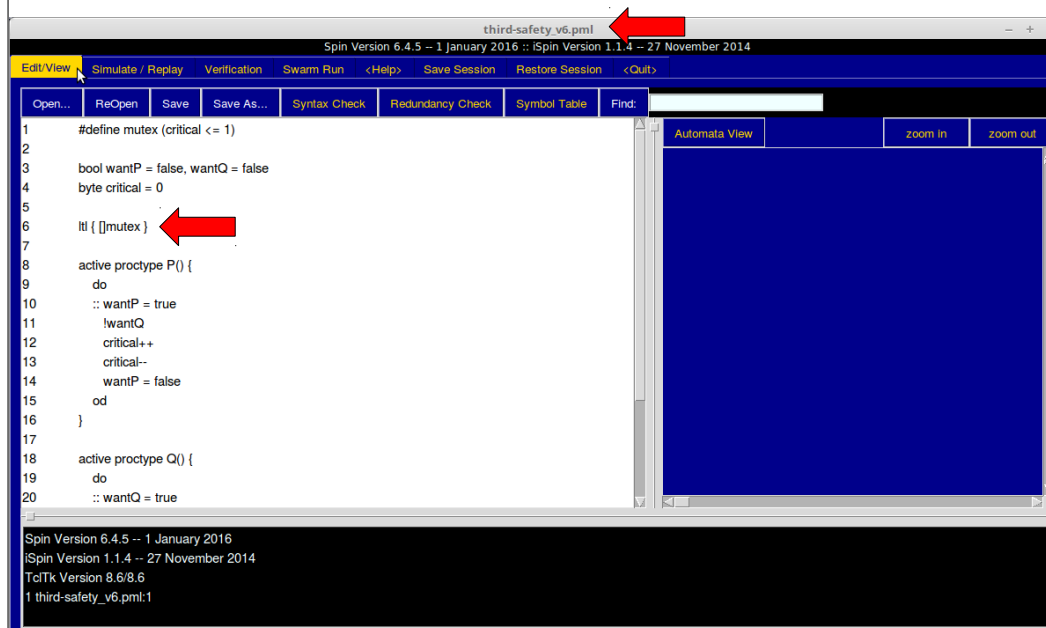 third-safety_v6.pml
Spin Version 6.4.5 -- 1 January 2016 :: iSpin Version 1.1.4 -- 27 November 2014
Edit/View Simulate / Replay Verification Swarm Run <Help> Save Session Restore Session <Quit>
Open... ReOpen Save Save As... Syntax Check Redundancy Check Symbol Table Find:
Automata View zoom in zoom out
1 #define mutex (critical <= 1)
2
3 bool wantP = false, wantQ = false
4 byte critical = 0
5
6 ltl { []mutex }
7
8 active proctype P() {
9 do
10 :: wantP = true
11 !wantQ
12 critical++
13 critical--
14 wantP = false
15 od
16 }
17
18 active proctype Q() {
19 do
20 :: wantQ = true
Spin Version 6.4.5 -- 1 January 2016
iSpin Version 1.1.4 -- 27 November 2014
TclTk Version 8.6/8.6
1 third-safety_v6.pml:1